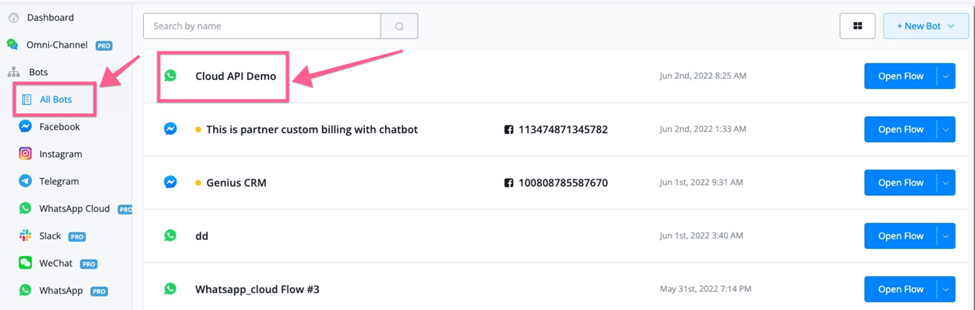 Dashboard
Omni-Channel PRO
Bots
All Bots
Facebook
Instagram
Telegram
WhatsApp Cloud PRO
Slack PRO
WeChat PRO
WhatsApp PRO
Search by name
+ New Bot
Cloud API Demo Jun 2nd, 2022 8:25 AM Open Flow
This is partner custom billing with chatbot 113474871345782 Jun 2nd, 2022 1:33 AM Open Flow
Genius CRM 100808785587670 Jun 1st, 2022 9:31 AM Open Flow
dd Jun 1st, 2022 3:40 AM Open Flow
Whatsapp_cloud Flow #3 May 31st, 2022 7:14 PM Open Flow